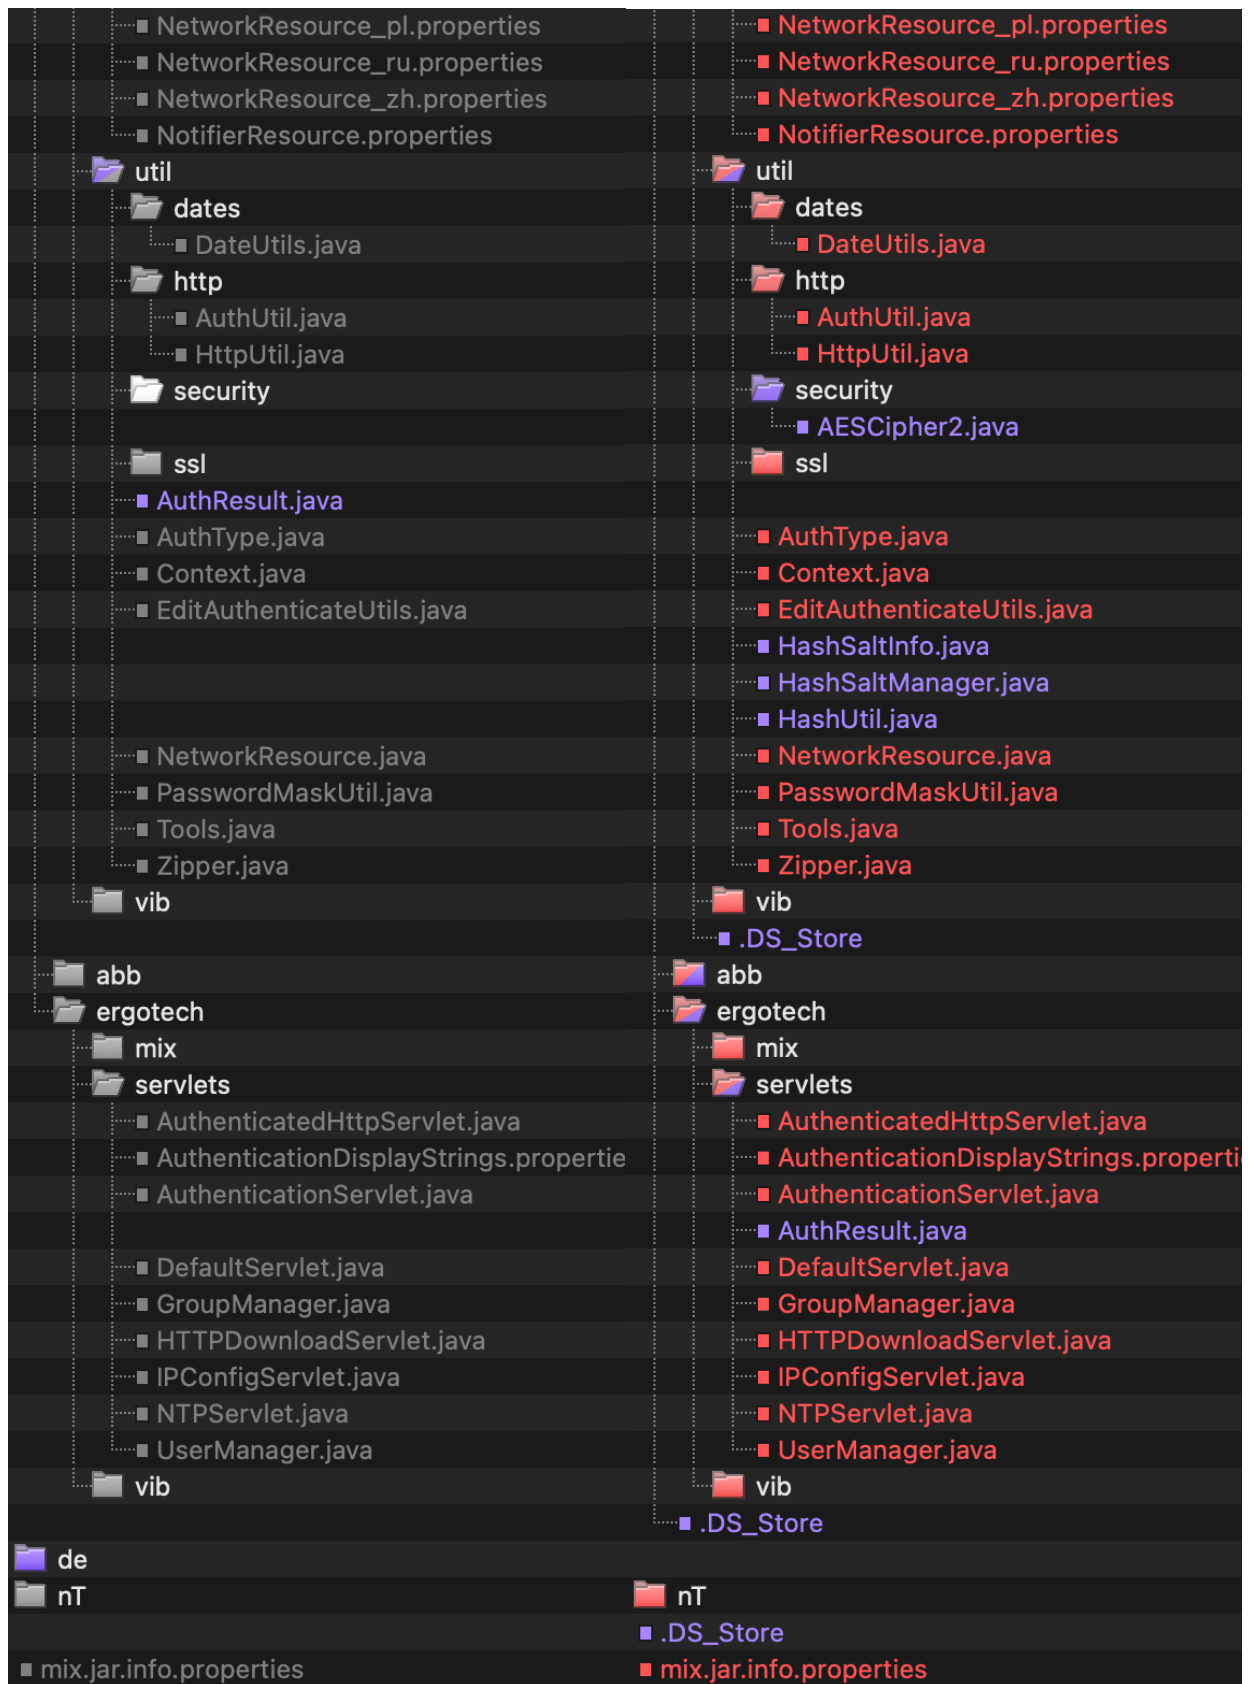 NetworkResource_pl.properties NetworkResource_pl.properties
NetworkResource_ru.properties NetworkResource_ru.properties
NetworkResource_zh.properties NetworkResource_zh.properties
NotifierResource.properties NotifierResource.properties
util util
dates dates
DateUtils.java DateUtils.java
http http
AuthUtil.java AuthUtil.java
HttpUtil.java HttpUtil.java
security security
AESCipher2.java
ssl ssl
AuthResult.java
AuthType.java AuthType.java
Context.java Context.java
EditAuthenticateUtils.java EditAuthenticateUtils.java
HashSaltInfo.java
HashSaltManager.java
HashUtil.java
NetworkResource.java NetworkResource.java
PasswordMaskUtil.java PasswordMaskUtil.java
Tools.java Tools.java
Zipper.java Zipper.java
vib vib
.DS_Store
abb abb
ergotech ergotech
mix mix
servlets servlets
AuthenticatedHttpServlet.java AuthenticatedHttpServlet.java
AuthenticationDisplayStrings.propertie AuthenticationDisplayStrings.properti
AuthenticationServlet.java AuthenticationServlet.java
AuthResult.java
DefaultServlet.java DefaultServlet.java
GroupManager.java GroupManager.java
HTTPDownloadServlet.java HTTPDownloadServlet.java
IPConfigServlet.java IPConfigServlet.java
NTPServlet.java NTPServlet.java
UserManager.java UserManager.java
vib vib
.DS_Store
de
nT nT
.DS_Store
mix.jar.info.properties mix.jar.info.properties